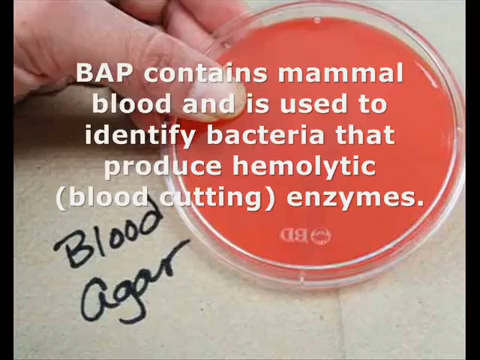 BAP contains mammal
blood and is used to
identify bacteria that
produce hemolytic
(blood cutting) enzymes.
Blood
Agar
BD